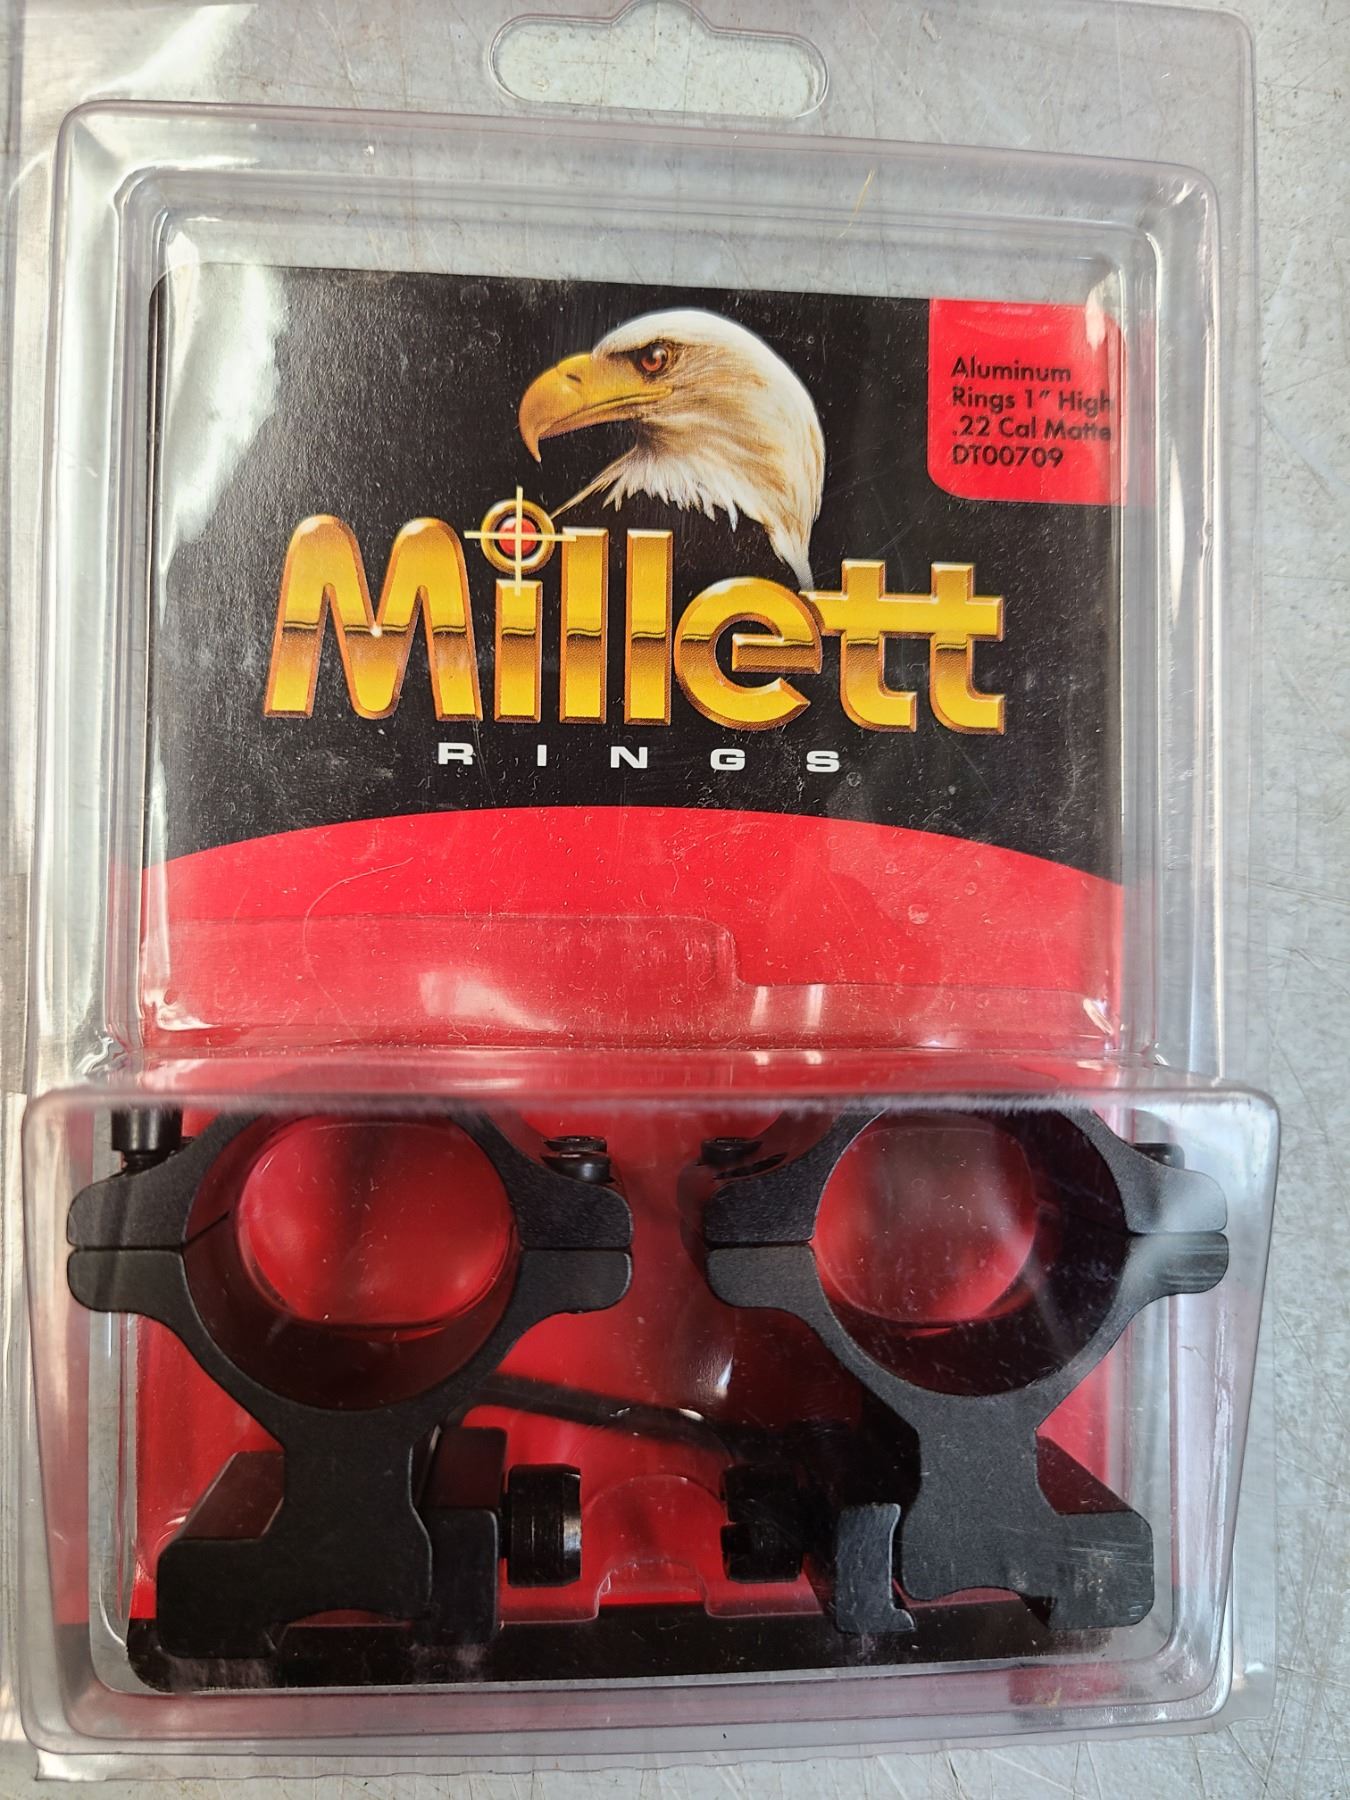 Aluminum
Rings 1" High
.22 Cal Matte
DT00709
Millett
RINGS